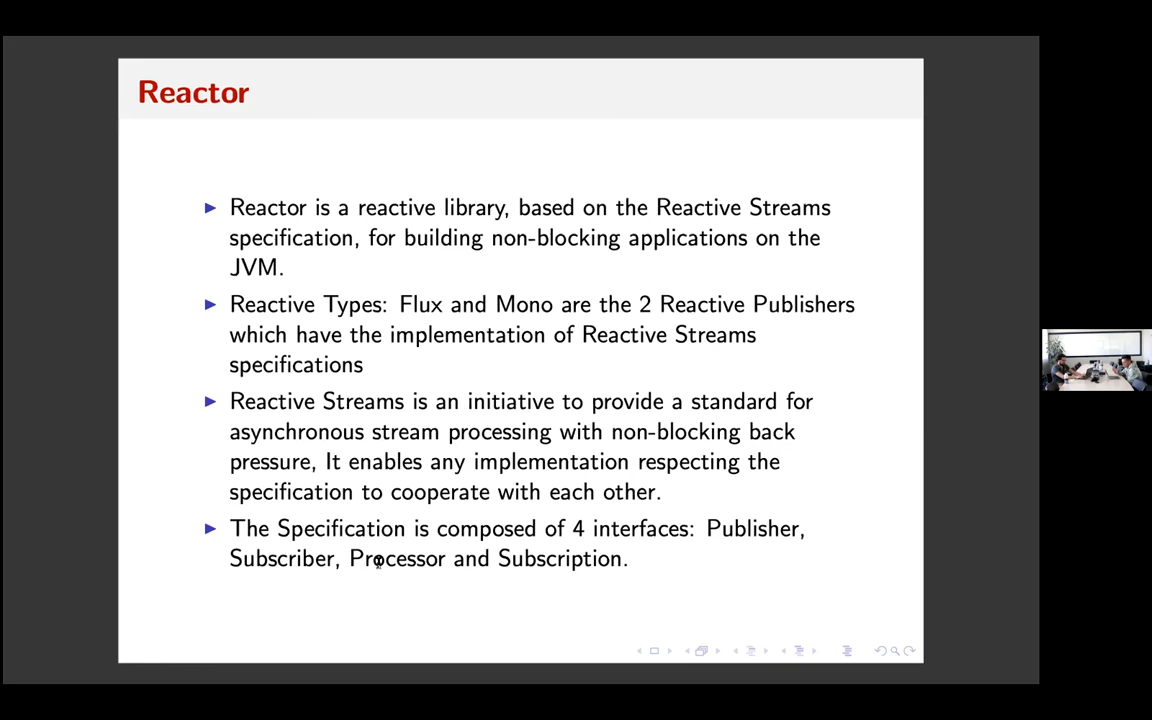 Reactor
Reactor is a reactive library, based on the Reactive Streams
specification, for building non-blocking applications on the
JVM.
Reactive Types: Flux and Mono are the 2 Reactive Publishers
which have the implementation of Reactive Streams
specifications
Reactive Streams is an initiative to provide a standard for
asynchronous stream processing with non-blocking back
pressure, It enables any implementation respecting the
specification to cooperate with each other.
The Specification is composed of 4 interfaces: Publisher,
Subscriber, Processor and Subscription.